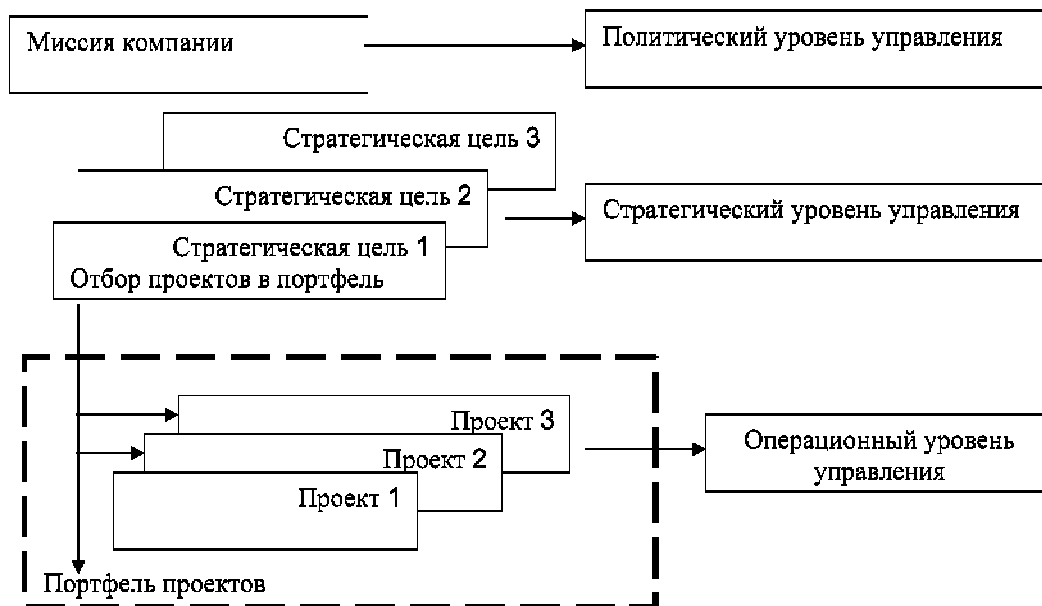 Миссия компании
Политический уровень управления
Стратегическая цель 3
Стратегическая цель 2
Стратегический уровень управления
Стратегическая цель 1
Отбор проектов в портфель
Проект 3
Проект 2
Проект 1
Операционный уровень
управления
Портфель проектов